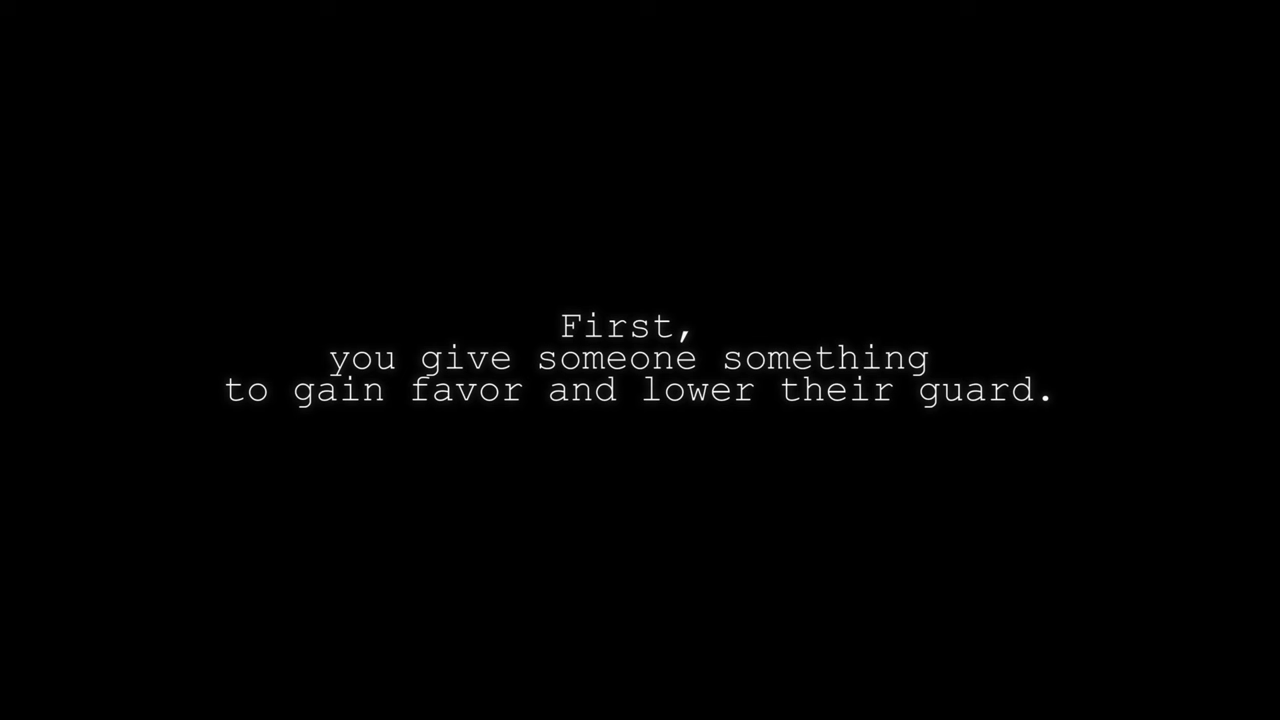 First,
you give someone something
to gain favor and lower their guard.